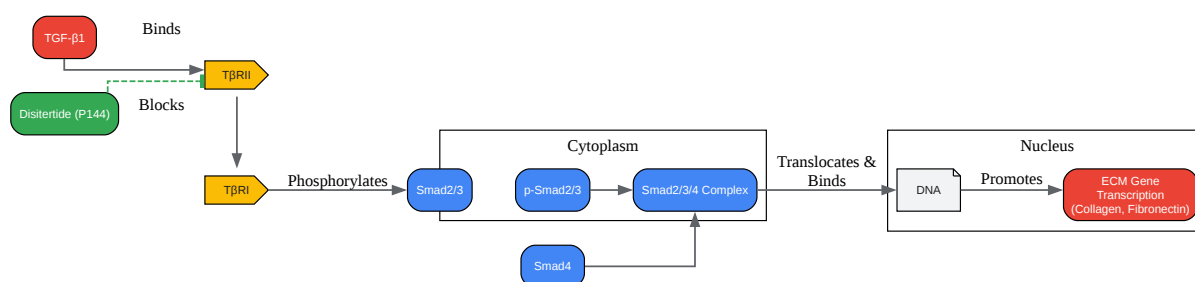 TGF-β1
Binds
TβRII
Disitertide (P144)
Blocks
TβRI
Phosphorylates
Smad2/3
Cytoplasm
p-Smad2/3
Smad2/3/4 Complex
Smad4
Translocates &
Binds
Nucleus
DNA
Promotes
ECM Gene
Transcription
(Collagen, Fibronectin)